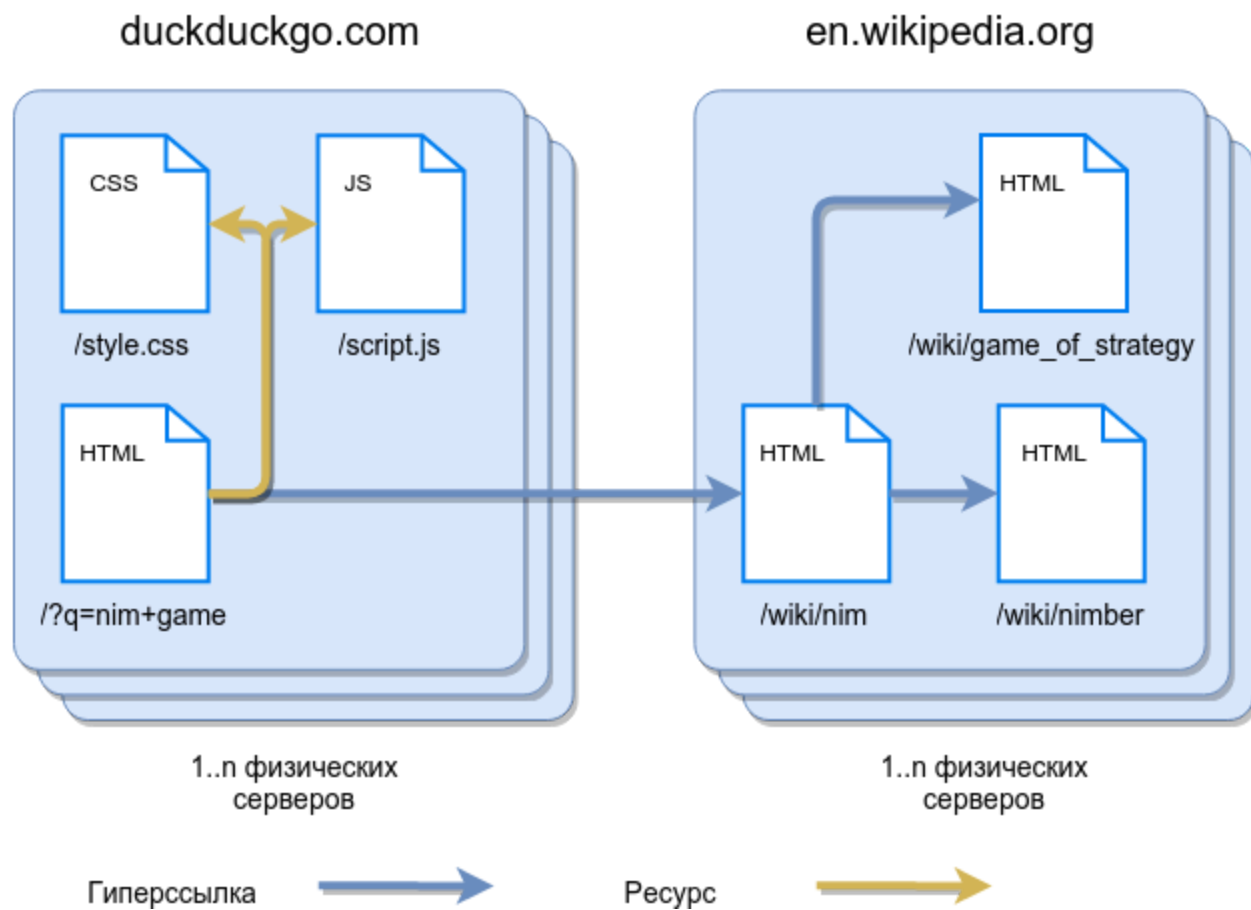 duckduckgo.com
en.wikipedia.org
CSS
JS
/style.css
/script.js
HTML
/?q=nim+game
HTML
/wiki/game_of_strategy
HTML
HTML
/wiki/nim
/wiki/nimber
1..n физических
серверов
1..n физических
серверов
Гиперссылка
Ресурс